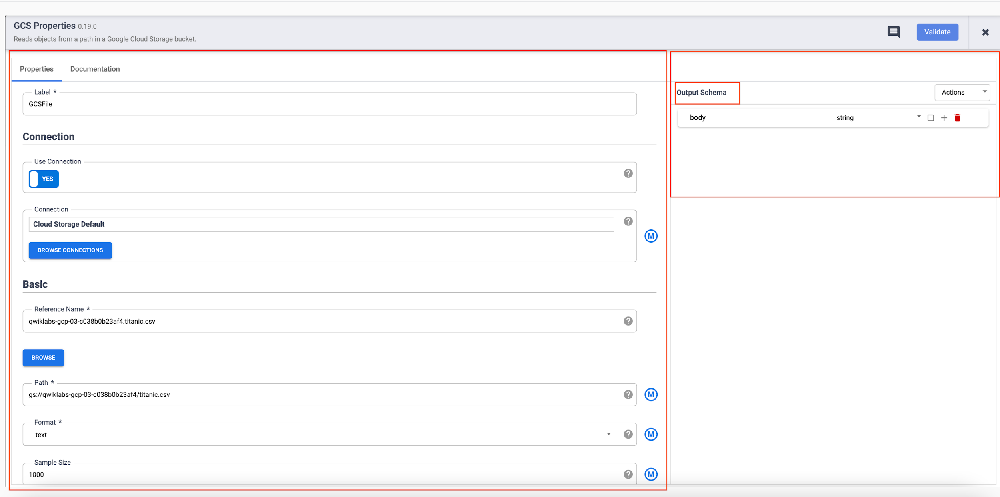 GCS Properties 0.19.0
Reads objects from a path in a Google Cloud Storage bucket.
Validate
Properties
Documentation
Label *
GCSFile
Connection
Use Connection
YES
Connection
Cloud Storage Default
M
BROWSE CONNECTIONS
Basic
Reference Name *
qwiklabs-gcp-03-c038b0b23af4.titanic.csv
BROWSE
Path *
gs://qwiklabs-gcp-03-c038b0b23af4/titanic.csv
M
Format *
text
M
Sample Size
1000
M
Output Schema
Actions
body
string